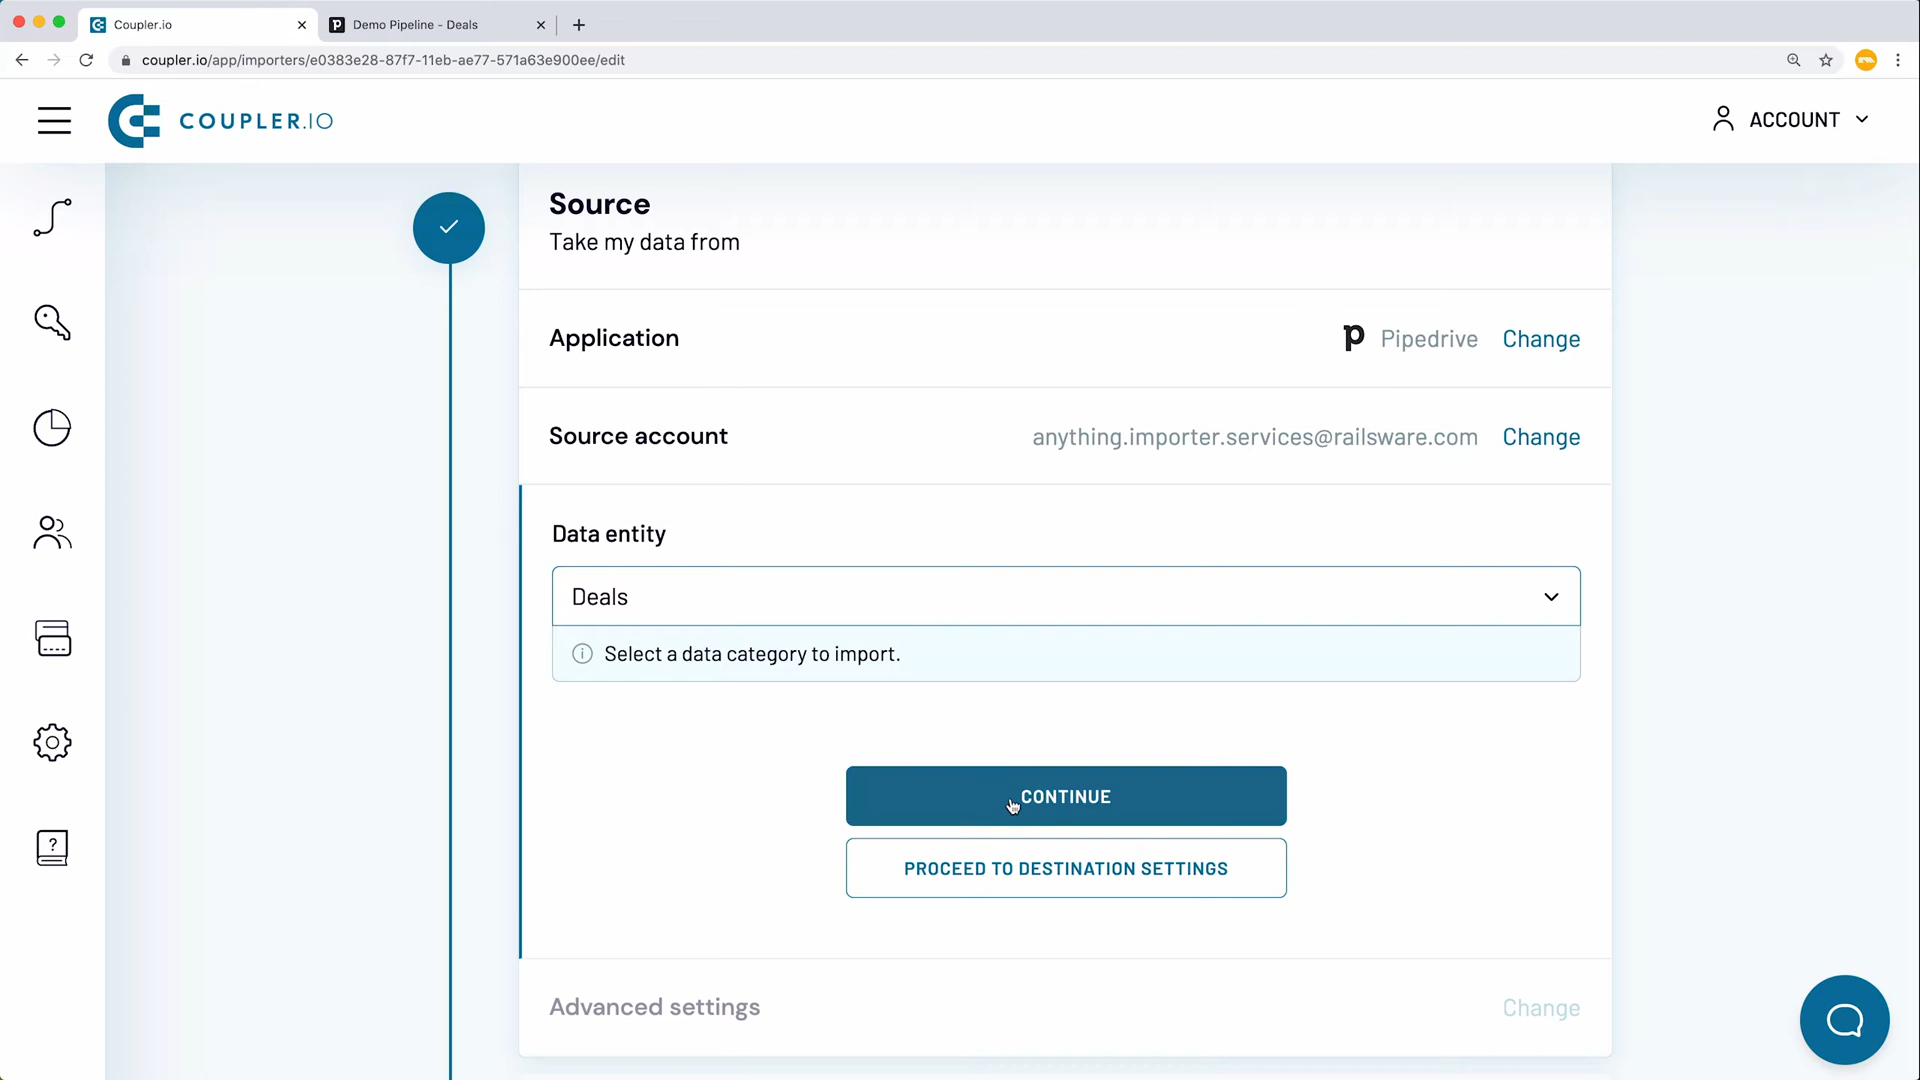 Coupler.io
Demo Pipeline - Deals
coupler.io/app/importers/e0383e28-87f7-11eb-ae77-571a63e900ee/edit
COUPLER.IO
ACCOUNT
Source
Take my data from
Application
Pipedrive
Change
Source account
anything.importer.services@railsware.com
Change
Data entity
Deals
Select a data category to import.
CONTINUE
PROCEED TO DESTINATION SETTINGS
Advanced settings
Change